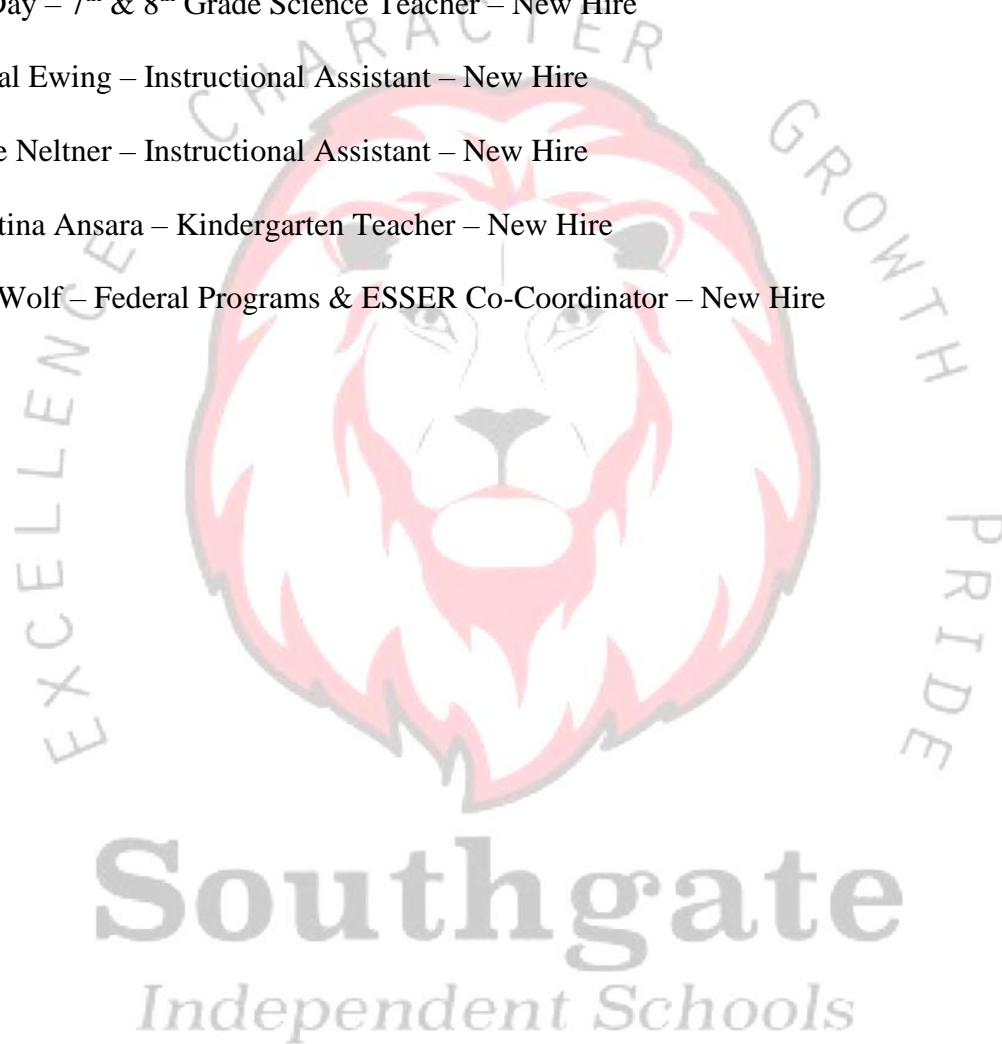 Day – 7th & 8th Grade Science Teacher – New Hire
al Ewing – Instructional Assistant – New Hire
e Neltner – Instructional Assistant – New Hire
tina Ansara – Kindergarten Teacher – New Hire
Wolf – Federal Programs & ESSER Co-Coordinator – New Hire
EXCELLENCE
CHARACTER
GROWTH
PRIDE
Southgate
Independent Schools